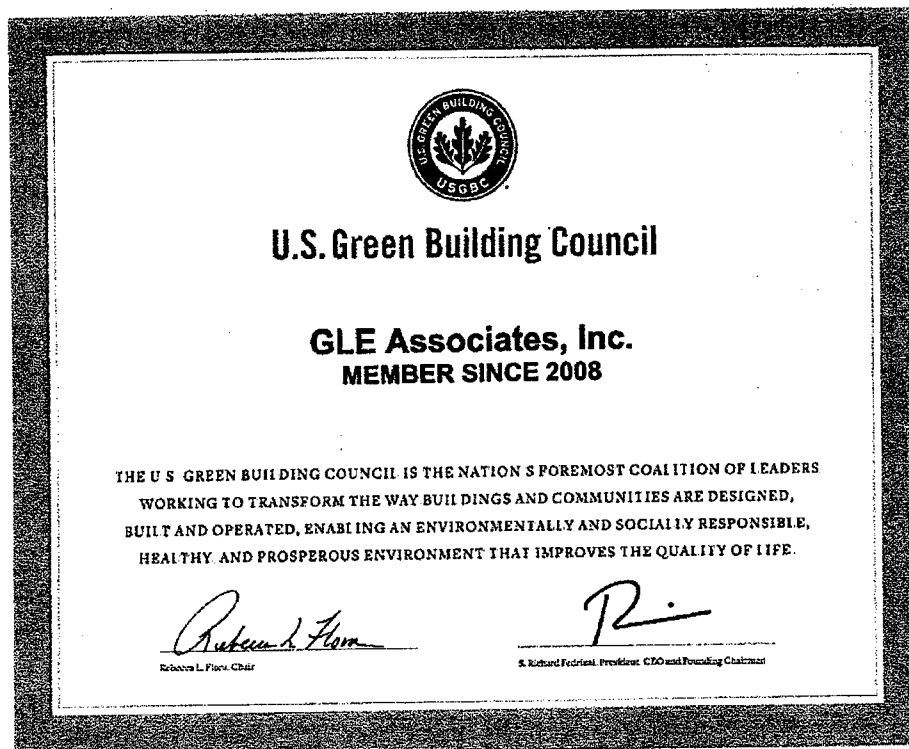 U.S. GREEN BUILDING COUNCIL
USGBC
U.S. Green Building Council
GLE Associates, Inc.
MEMBER SINCE 2008
THE U S GREEN BUILDING COUNCIL IS THE NATION S FOREMOST COALITION OF LEADERS
WORKING TO TRANSFORM THE WAY BUILDINGS AND COMMUNITIES ARE DESIGNED,
BUILT AND OPERATED, ENABLING AN ENVIRONMENTALLY AND SOCIALLY RESPONSIBLE,
HEALTHY AND PROSPEROUS ENVIRONMENT THAT IMPROVES THE QUALITY OF LIFE.
Rebecca L Flora
Rebecca L. Flora, Chair
S. Richard Fedrizzi, President, CEO and Founding Chairman